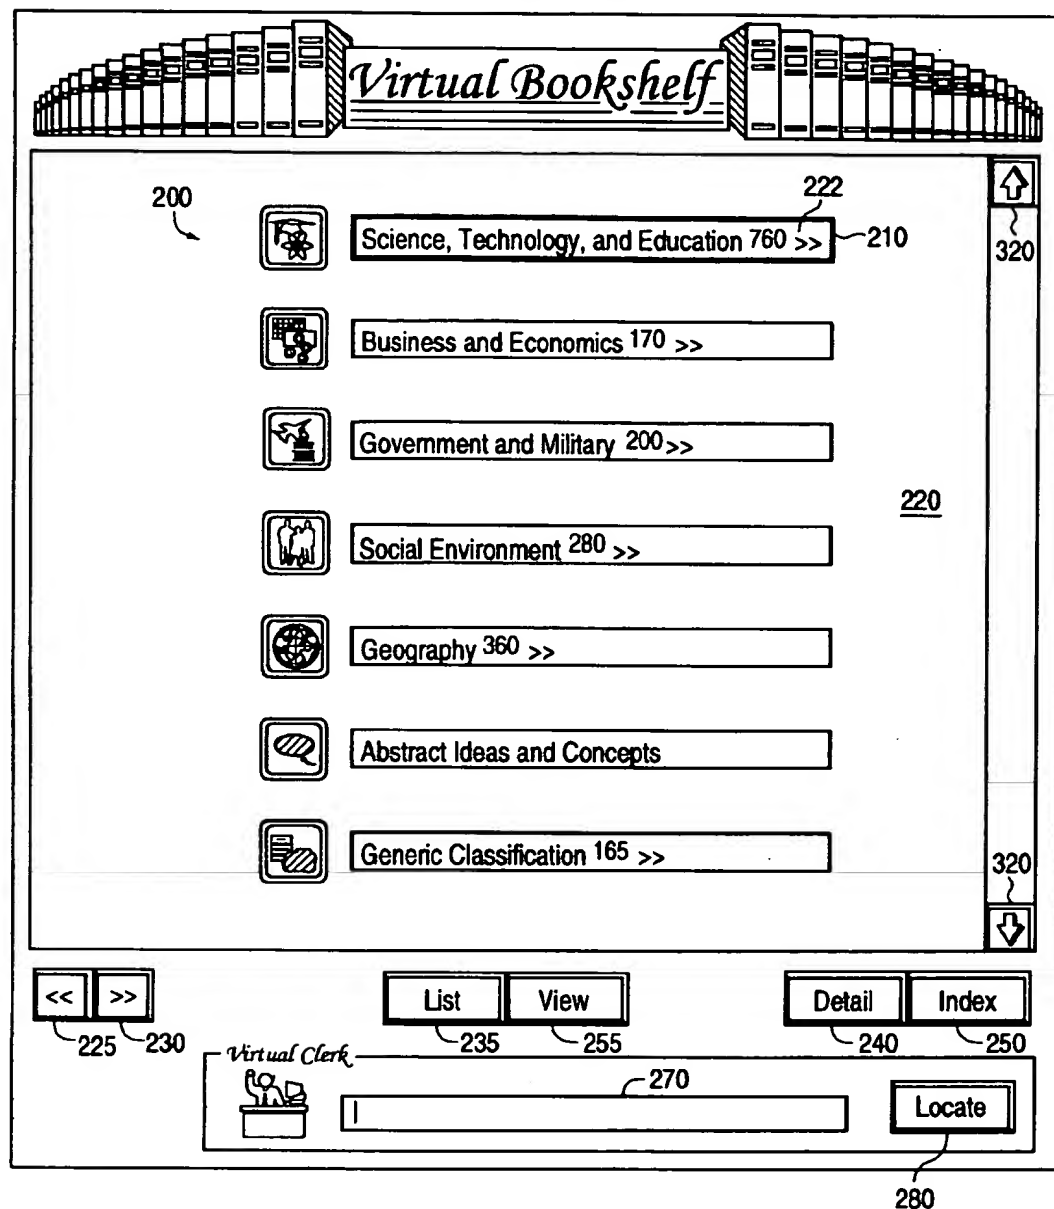 Virtual Bookshelf
200
222
Science, Technology, and Education 760 >>
210
320
Business and Economics 170 >>
Government and Military 200 >>
220
Social Environment 280 >>
Geography 360 >>
Abstract Ideas and Concepts
Generic Classification 165 >>
320
<< >> List View Detail Index
225 230 235 255 240 250
Virtual Clerk
270
Locate
280